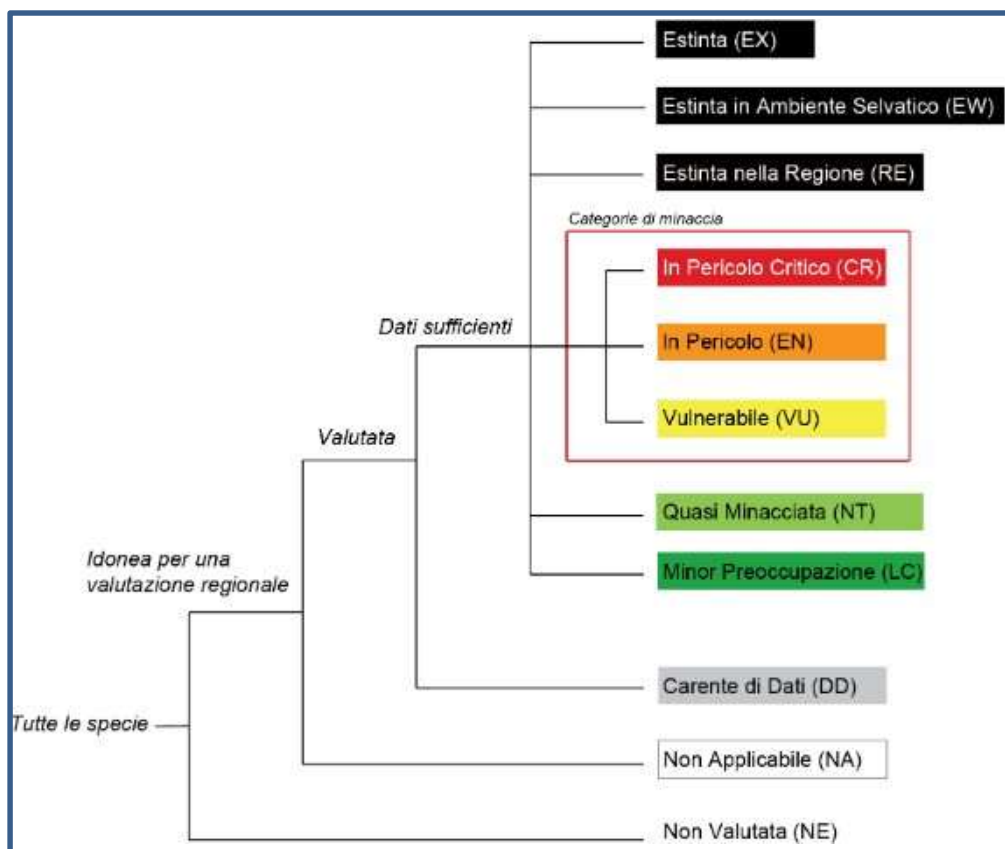 Estinta (EX)
Estinta in Ambiente Selvatico (EW)
Estinta nella Regione (RE)
Categorie di minaccia
In Pericolo Critico (CR)
Dati sufficienti
In Pericolo (EN)
Vulnerabile (VU)
Valutata
Quasi Minacciata (NT)
Idonea per una
valutazione regionale
Minor Preoccupazione (LC)
Carente di Dati (DD)
Tutte le specie
Non Applicabile (NA)
Non Valutata (NE)